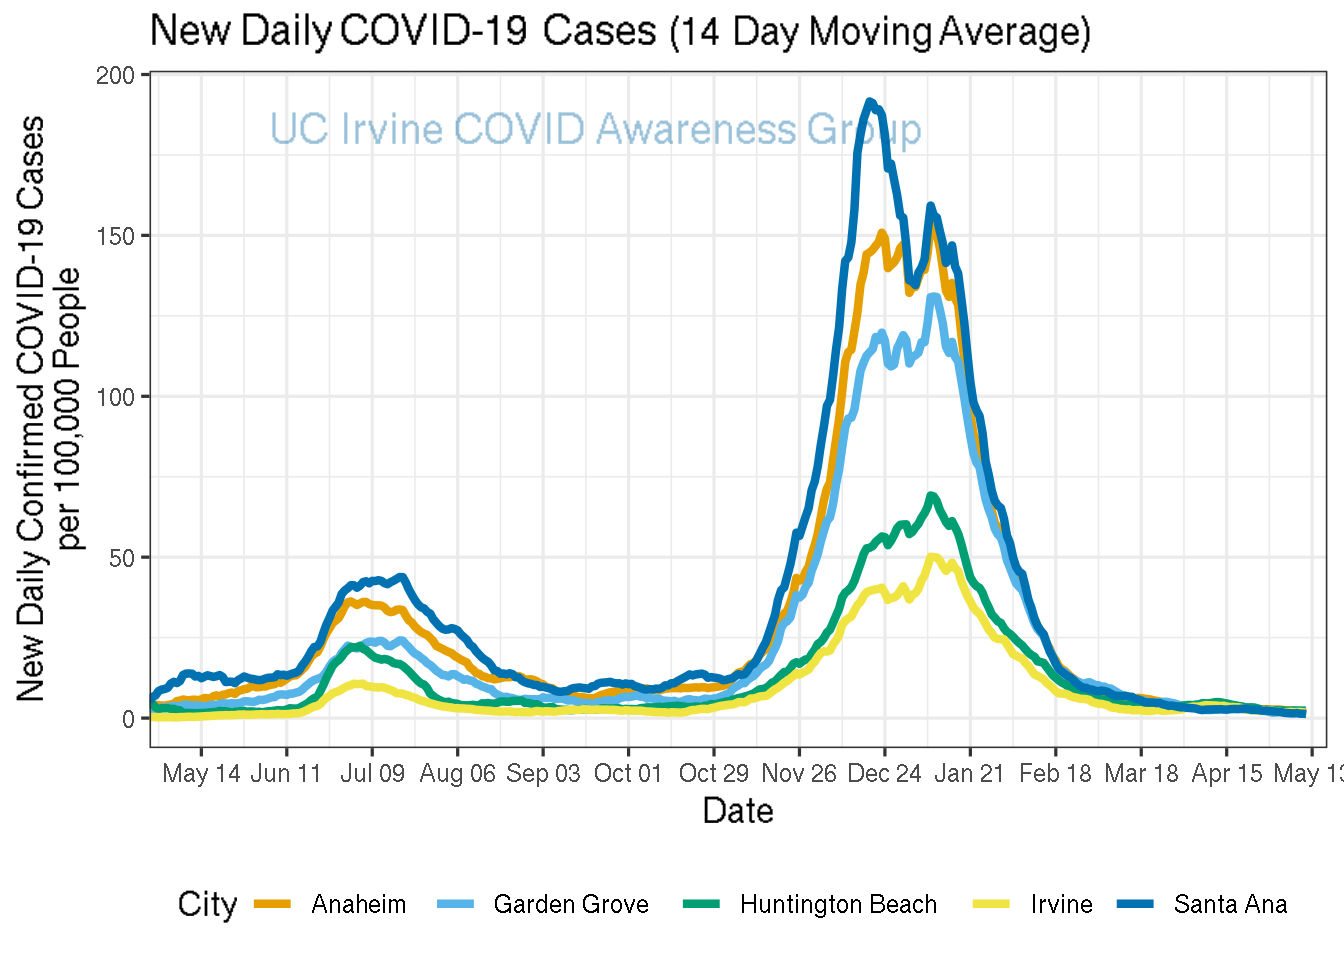 New Daily COVID-19 Cases (14 Day Moving Average)
UC Irvine COVID Awareness Group
New Daily Confirmed COVID-19 Cases
per 100,000 People
200
150
100
50
0
May 14 Jun 11 Jul 09 Aug 06 Sep 03 Oct 01 Oct 29 Nov 26 Dec 24 Jan 21 Feb 18 Mar 18 Apr 15 May 13
Date
City Anaheim Garden Grove Huntington Beach Irvine Santa Ana